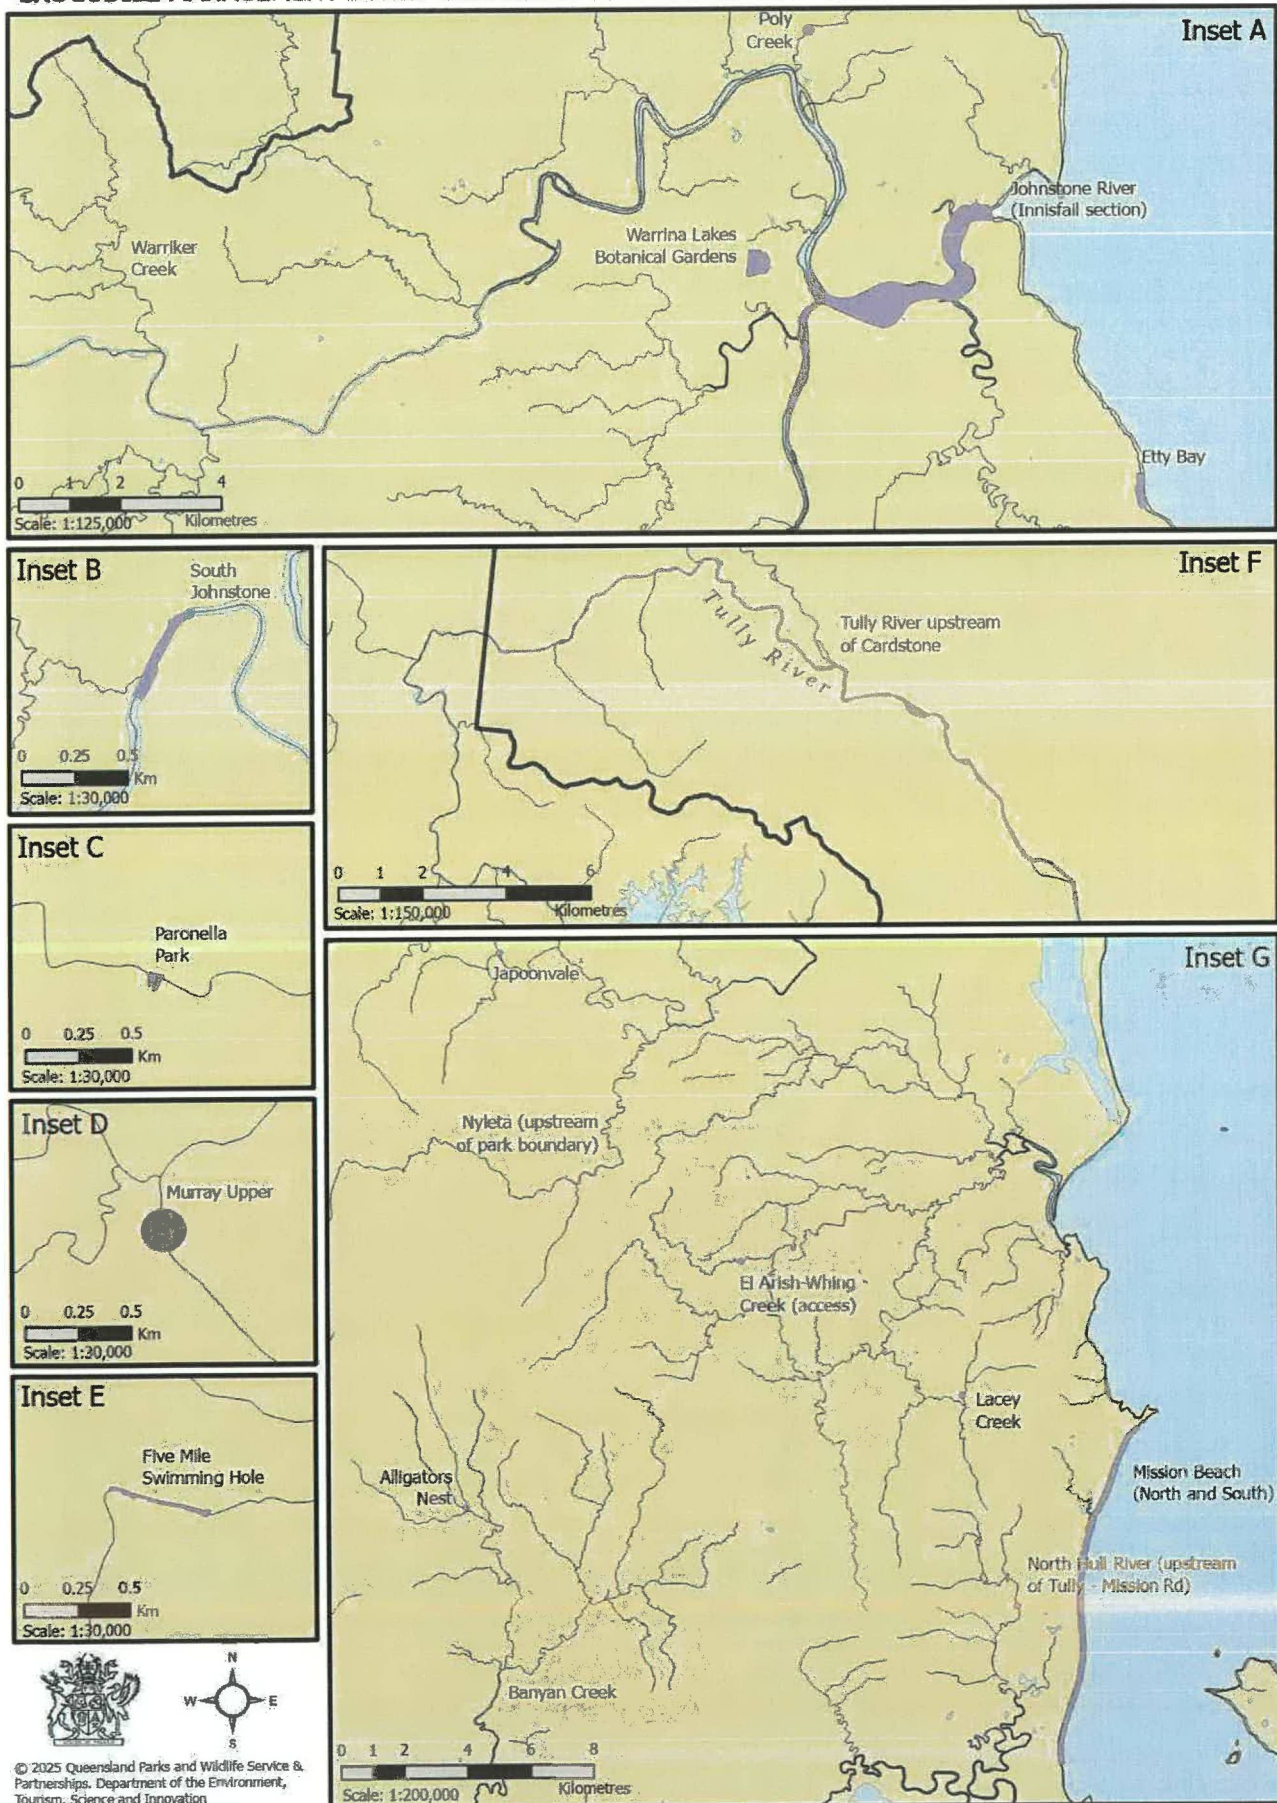 Inset A
Poly
Creek
Johnstone River
(Innisfail section)
Warrina Lakes
Botanical Gardens
Warriker
Creek
Etty Bay
0 1 2 4
Scale: 1:125,000 Kilometres
Inset B
South
Johnstone
0 0.25 0.5
Km
Scale: 1:30,000
Inset F
Tully River
Tully River upstream
of Cardstone
0 1 2 4 6
Scale: 1:150,000 Kilometres
Inset C
Paronella
Park
0 0.25 0.5
Km
Scale: 1:30,000
Inset D
Murray Upper
0 0.25 0.5
Km
Scale: 1:30,000
Inset E
Five Mile
Swimming Hole
0 0.25 0.5
Km
Scale: 1:30,000
Inset G
Japoonvale
Nyleta (upstream
of park boundary)
El Arish-Whing
Creek (access)
Lacey
Creek
Alligators
Nest
Mission Beach
(North and South)
North Hull River (upstream
of Tully - Mission Rd)
Banyan Creek
0 1 2 4 6 8
Scale: 1:200,000 Kilometres
N
W E
S
© 2025 Queensland Parks and Wildlife Service &
Partnerships. Department of the Environment,
Tourism, Science and Innovation